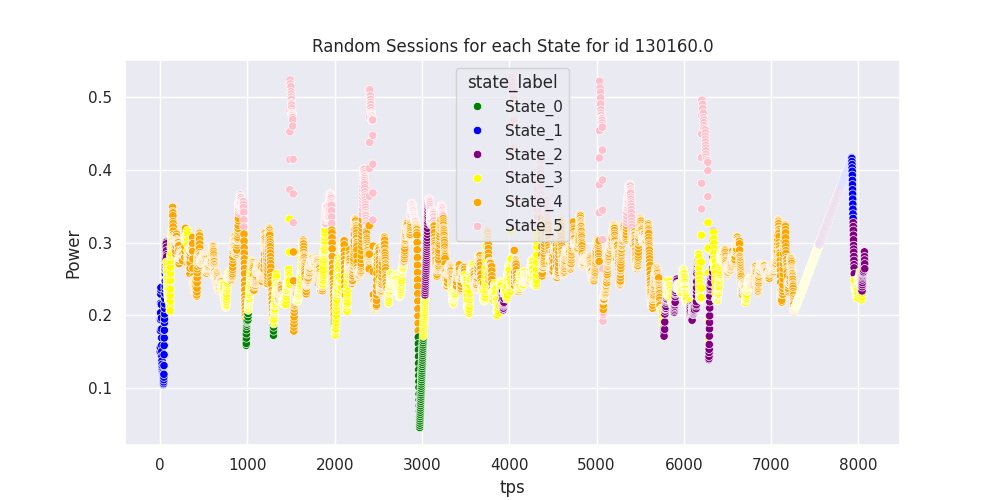 Random Sessions for each State for id 130160.0
state_label
State_0
State_1
State_2
State_3
State_4
State_5
Power
0.5
0.4
0.3
0.2
0.1
0 1000 2000 3000 4000 5000 6000 7000 8000
tps